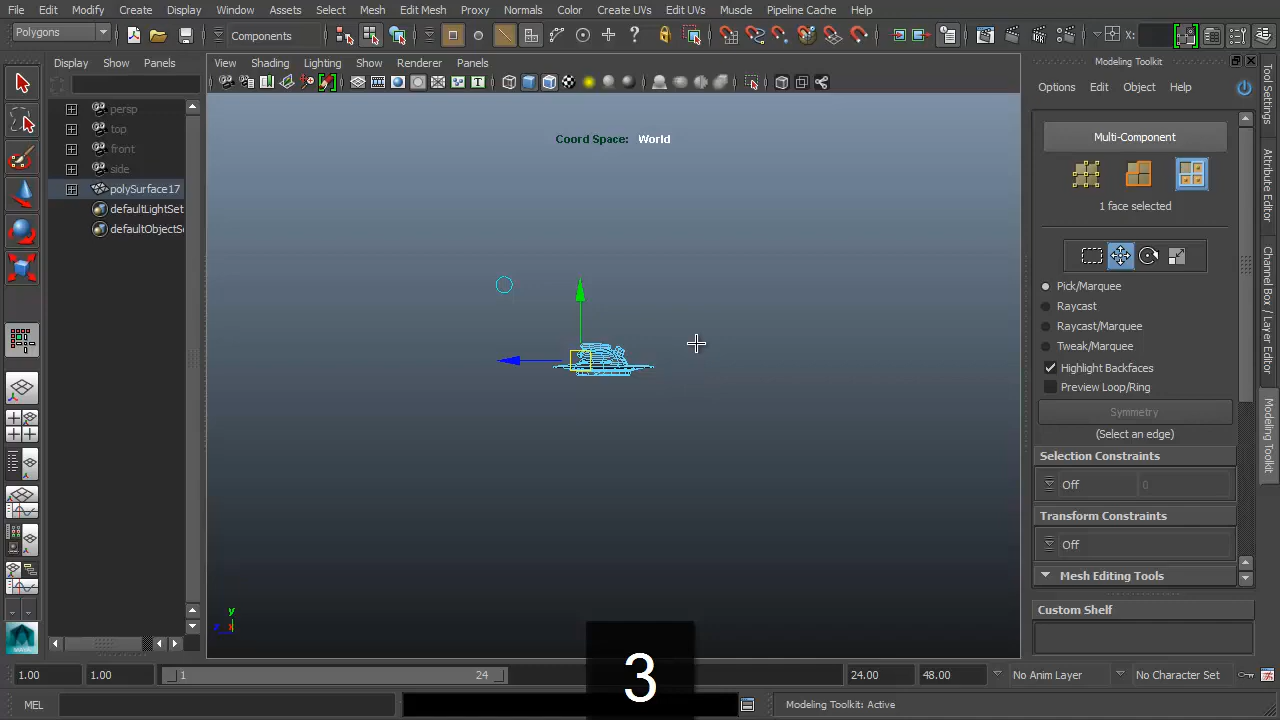 File Edit Modify Create Display Window Assets Select Mesh Edit Mesh Proxy Normals Color Create UVs Edit UVs Muscle Pipeline Cache Help
Polygons
Components
X:
Display Show Panels
View Shading Lighting Show Renderer Panels
Modeling Toolkit
Object Help
Edit
Options
persp
top
front
side
polySurface17
defaultLightSet
defaultObjectSe
Coord Space: World
y
z x
Multi-Component
1 face selected
Pick/Marquee
Raycast
Raycast/Marquee
Tweak/Marquee
Highlight Backfaces
Preview Loop/Ring
Symmetry
(Select an edge)
Selection Constraints
Off 0
Transform Constraints
Off
Mesh Editing Tools
Custom Shelf
Tool Settings
Attribute Editor
Channel Box / Layer Editor
Modeling Toolkit
1.00 1.00 1 24 24.00 48.00 No Anim Layer No Character Set
3
MEL
Modeling Toolkit: Active